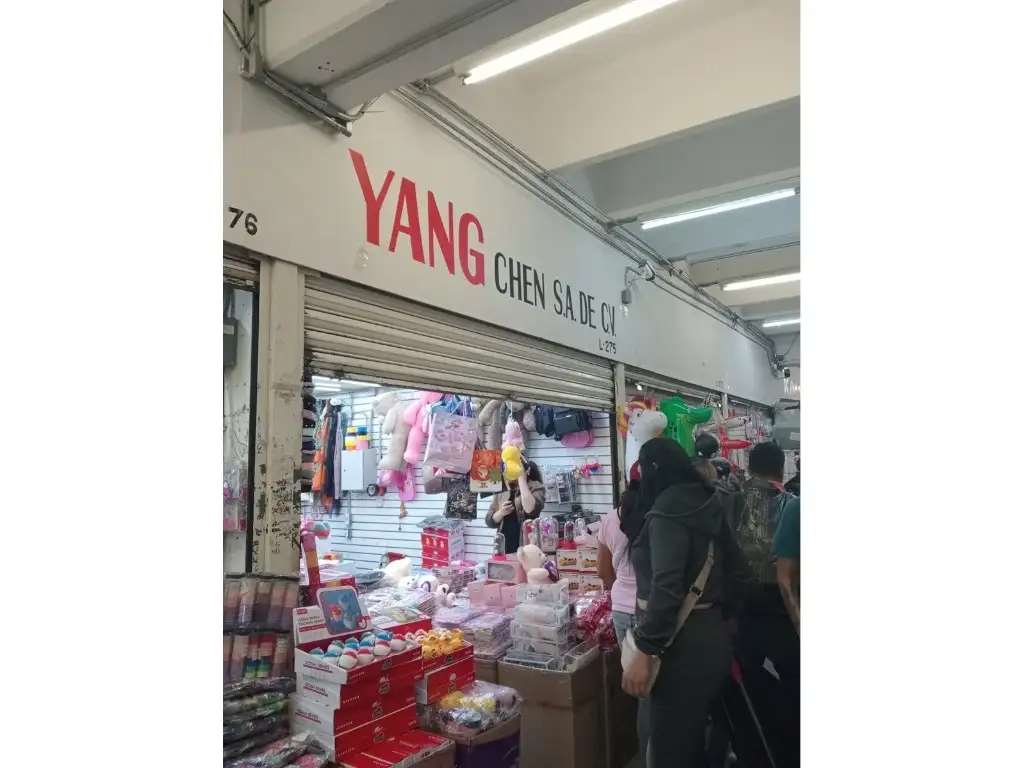 76
YANG
CHEN S.A. DE C.V.
L-275